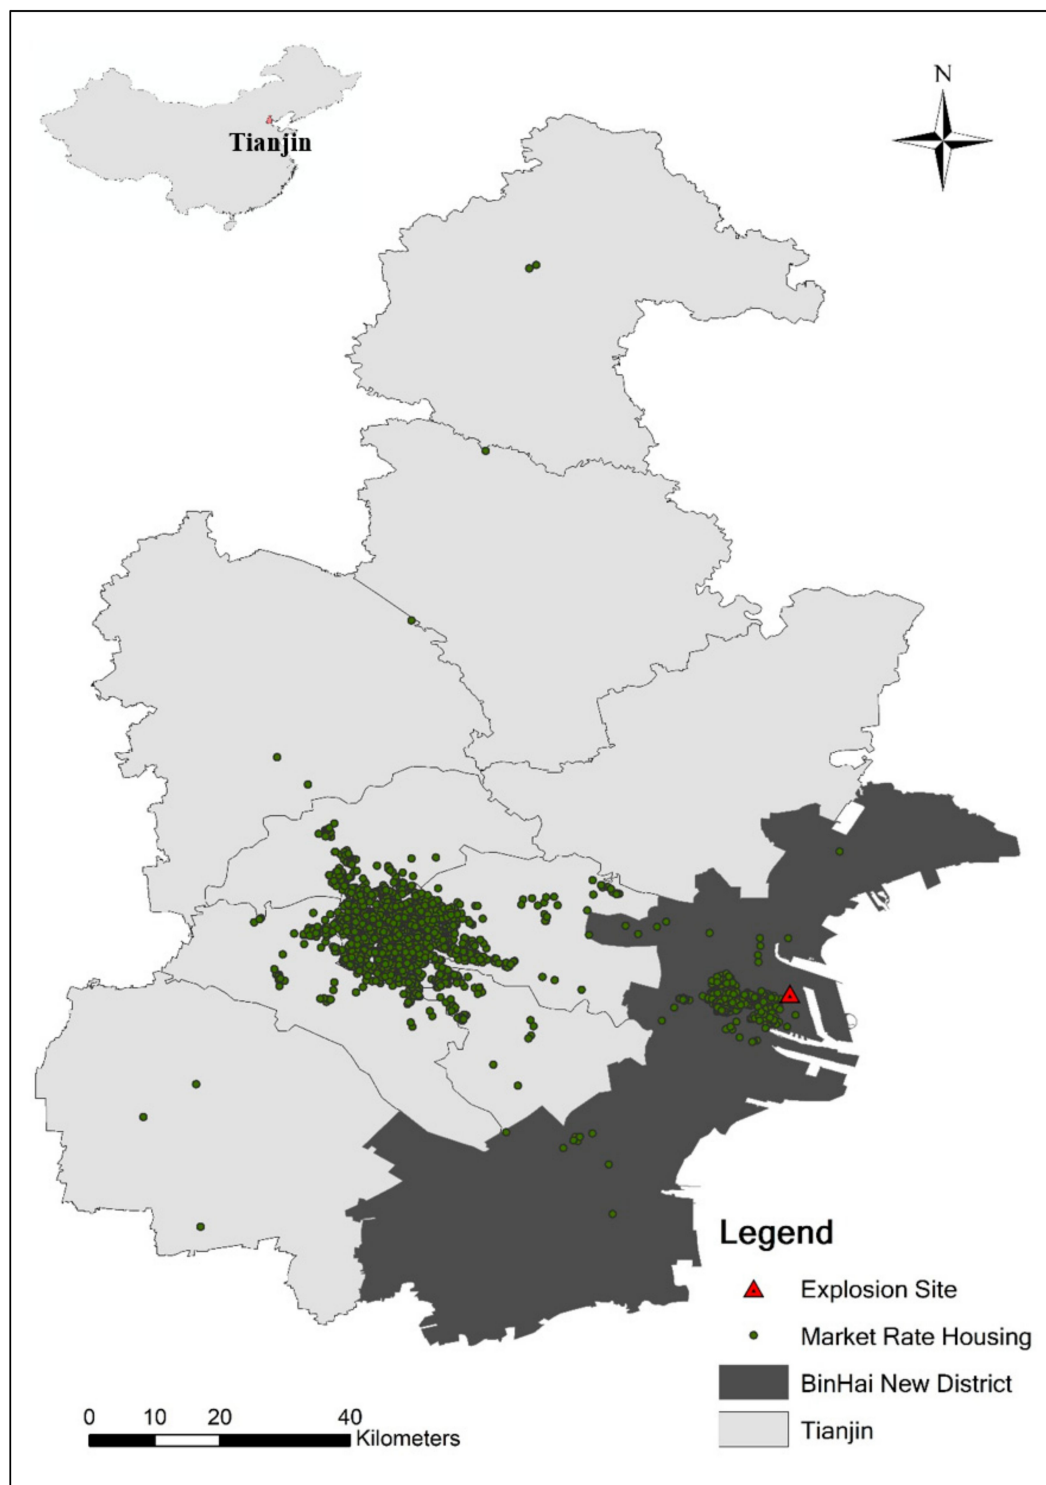 Tianjin
N
Legend
Explosion Site
Market Rate Housing
BinHai New District
Tianjin
0 10 20 40
Kilometers